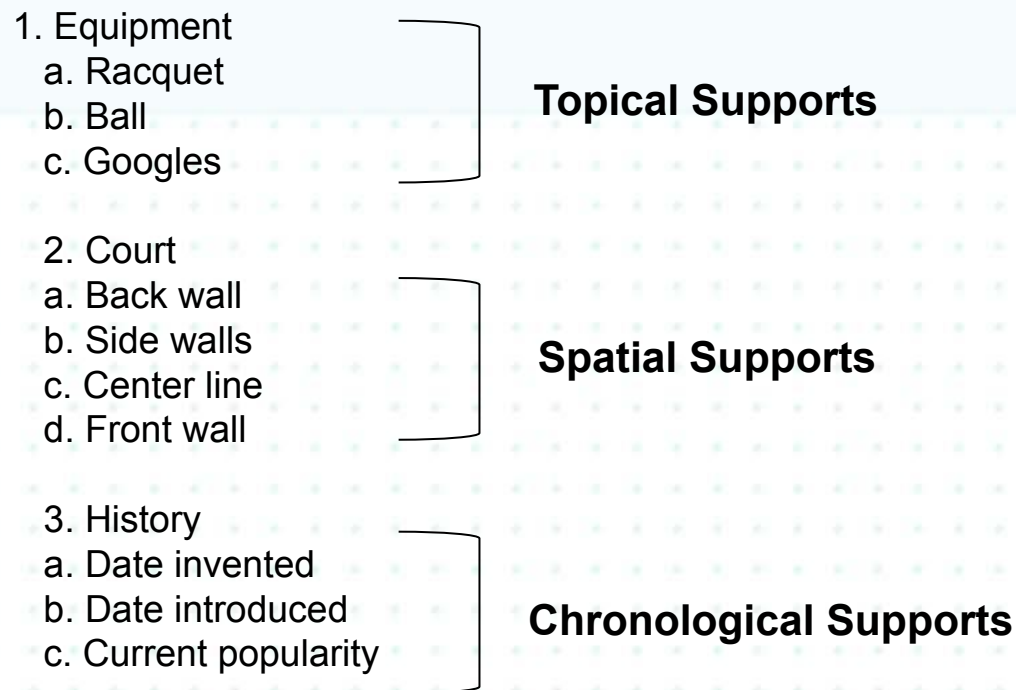 1. Equipment
a. Racquet
b. Ball
c. Googles
Topical Supports
2. Court
a. Back wall
b. Side walls
c. Center line
d. Front wall
Spatial Supports
3. History
a. Date invented
b. Date introduced
c. Current popularity
Chronological Supports